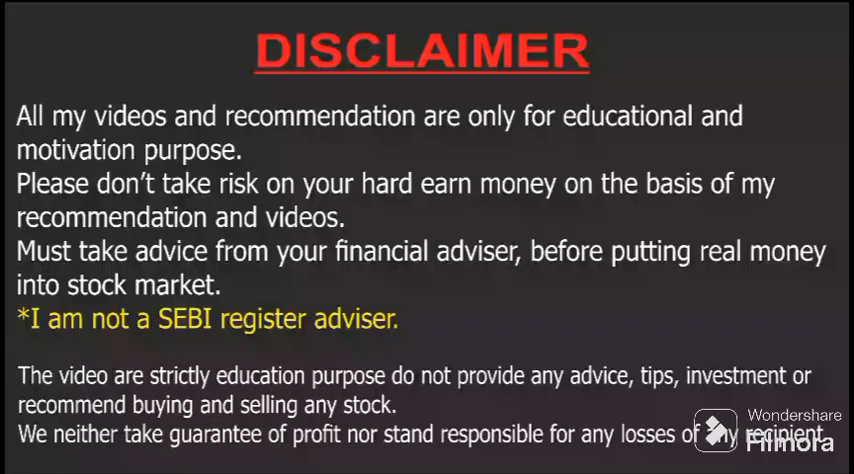 DISCLAIMER
All my videos and recommendation are only for educational and
motivation purpose.
Please don't take risk on your hard earn money on the basis of my
recommendation and videos.
Must take advice from your financial adviser, before putting real money
into stock market.
*I am not a SEBI register adviser.
The video are strictly education purpose do not provide any advice, tips, investment or
recommend buying and selling any stock.
We neither take guarantee of profit nor stand responsible for any losses of any recipient
Wondershare
Filmora